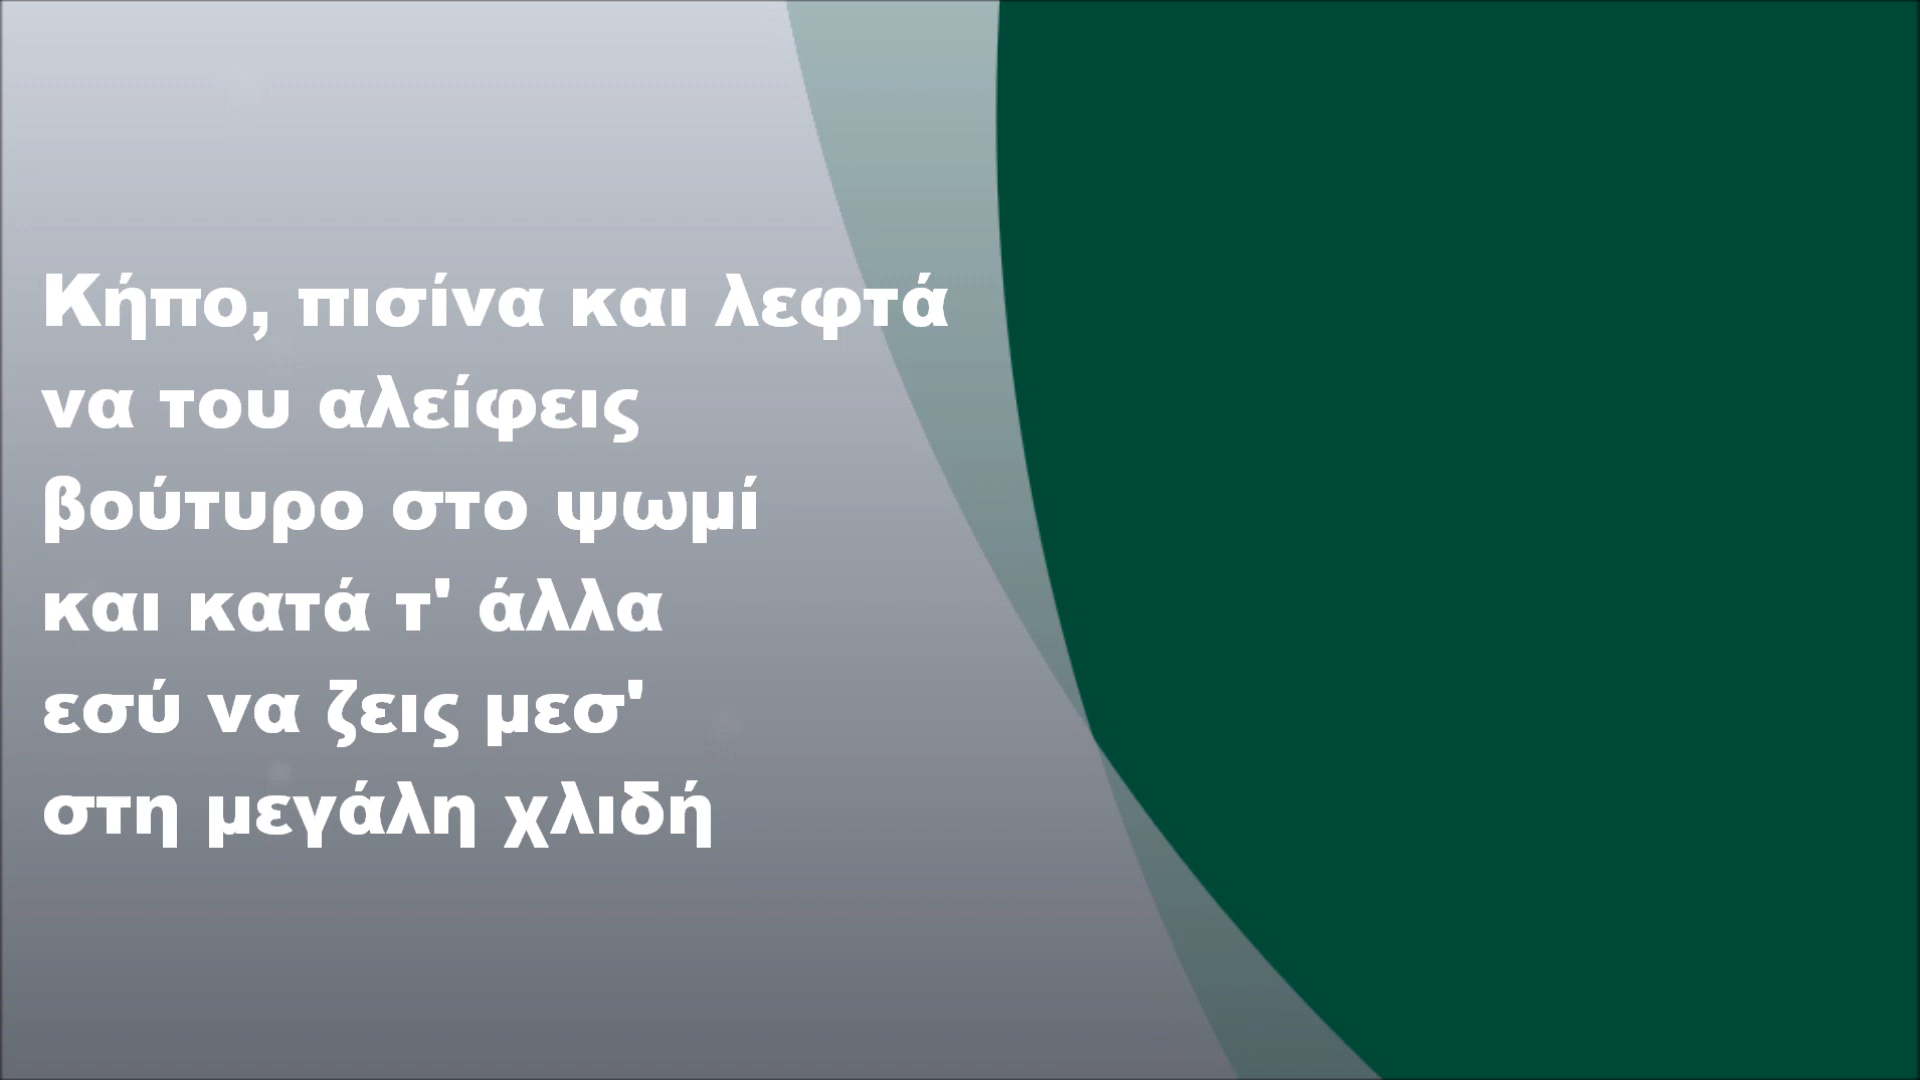 Κήπο, πισίνα και λεφτά
να του αλείφεις
βούτυρο στο ψωμί
και κατά τ' άλλα
εσύ να ζεις μεσ'
στη μεγάλη χλιδή